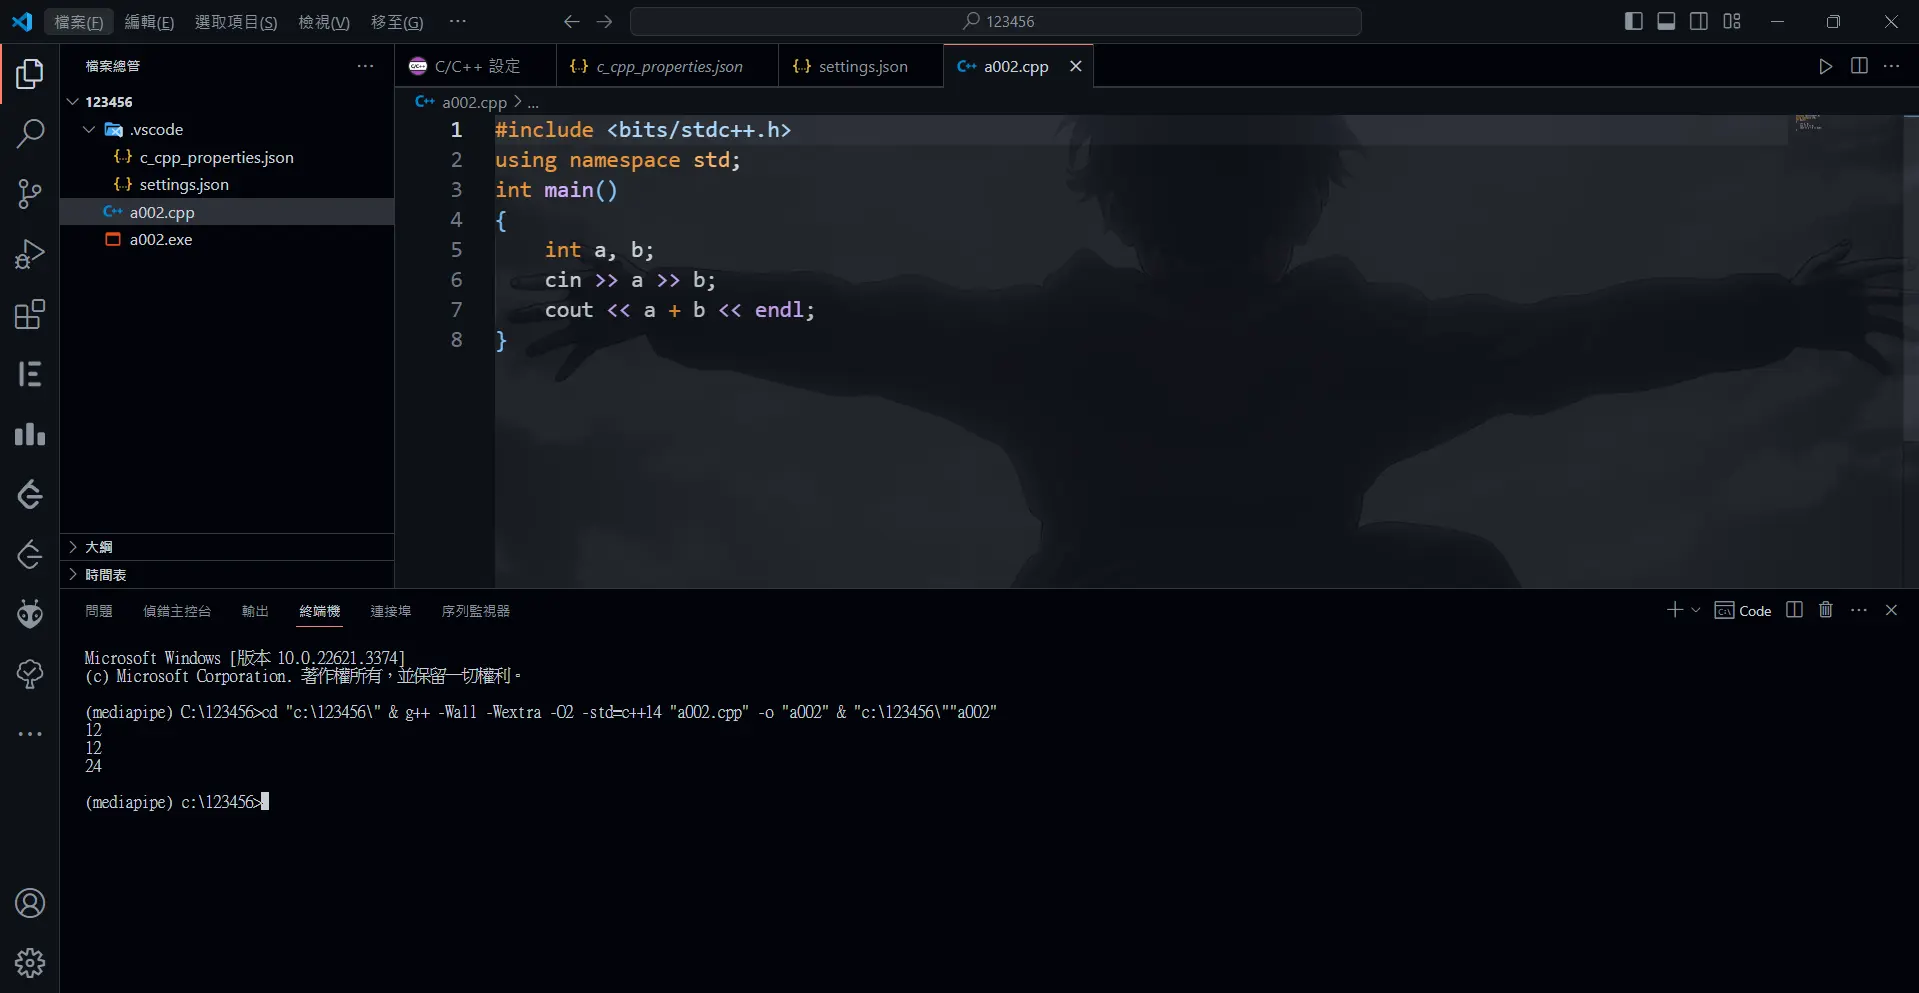 檔案(F) 編輯(E) 選取項目(S) 檢視(V) 移至(G) ... 123456
檔案總管 ...
123456
.vscode
c_cpp_properties.json
settings.json
a002.cpp
a002.exe
大綱
時間表
C/C++ 設定 c_cpp_properties.json settings.json a002.cpp
a002.cpp > ...
1 #include <bits/stdc++.h>
2 using namespace std;
3 int main()
4 {
5 int a, b;
6 cin >> a >> b;
7 cout << a + b << endl;
8 }
問題 偵錯主控台 輸出 終端機 連接埠 序列監視器 Code
Microsoft Windows [版本 10.0.22621.3374]
(c) Microsoft Corporation. 著作權所有，並保留一切權利。
(mediapipe) C:\123456>cd "c:\123456\" & g++ -Wall -Wextra -O2 -std=c++14 "a002.cpp" -o "a002" & "c:\123456\""a002"
12
12
24
(mediapipe) c:\123456>